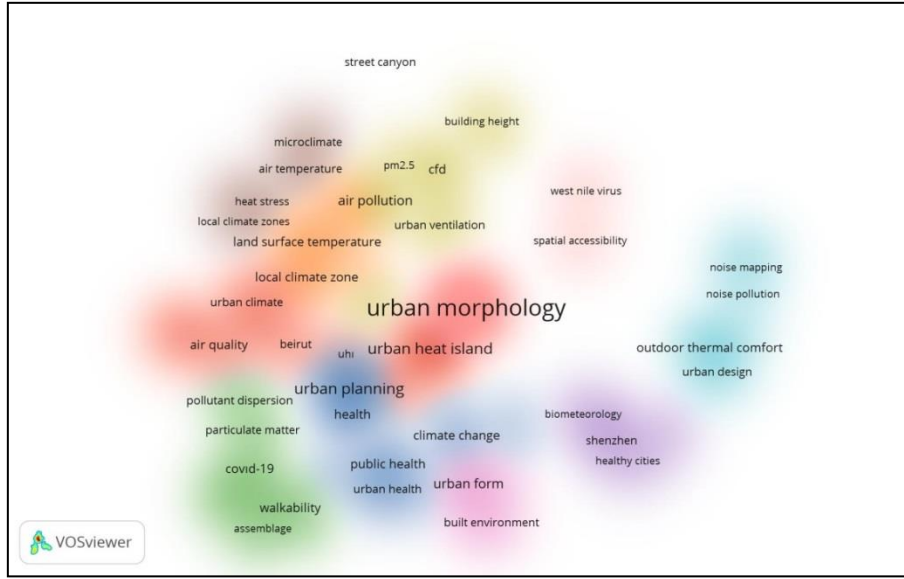 street canyon
building height
microclimate
air temperature
pm2.5
cfd
heat stress
air pollution
west nile virus
local climate zones
urban ventilation
land surface temperature
spatial accessibility
local climate zone
noise mapping
urban climate
noise pollution
urban morphology
air quality
beirut
uhı
urban heat island
outdoor thermal comfort
urban design
urban planning
pollutant dispersion
health
biometeorology
particulate matter
climate change
shenzhen
healthy cities
covıd-19
public health
urban health
urban form
walkability
assemblage
built environment
VOSviewer